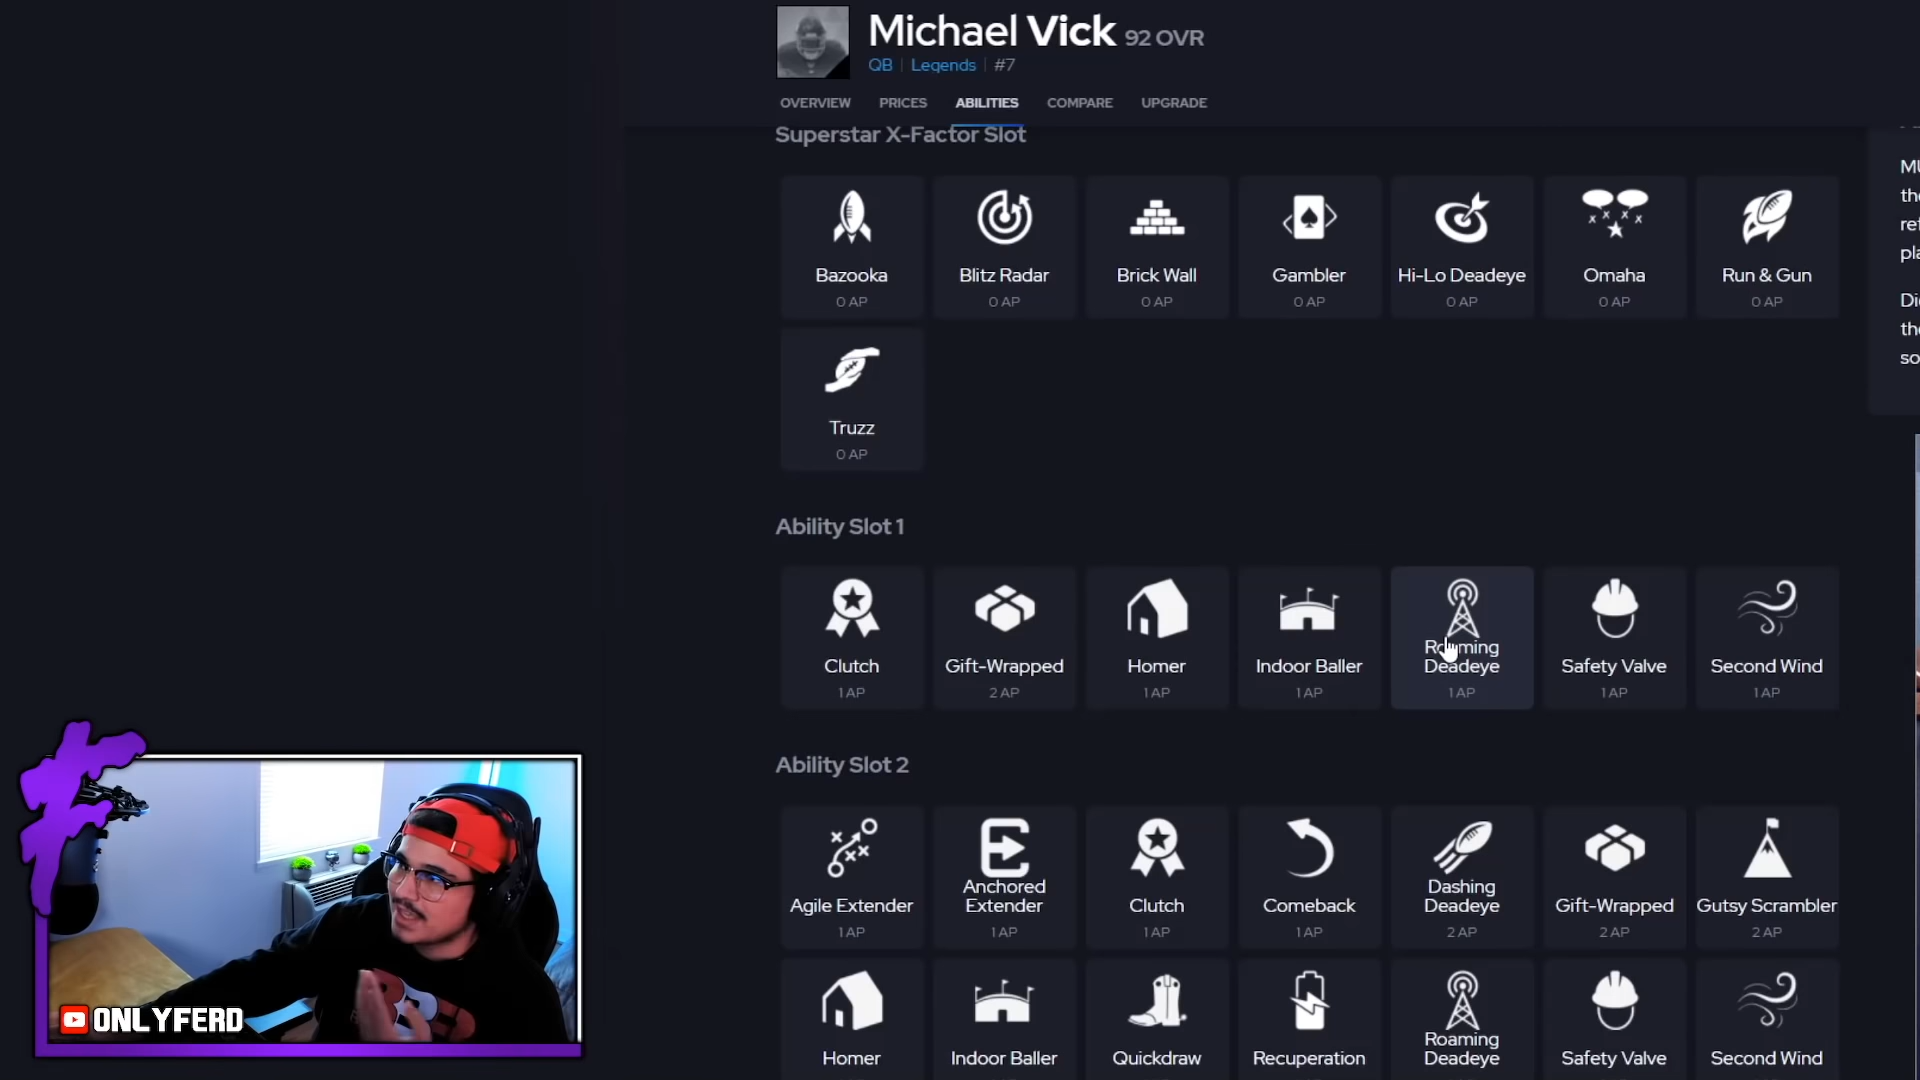 Michael Vick 92 OVR
QB | Legends | #7
OVERVIEW PRICES ABILITIES COMPARE UPGRADE
Superstar X-Factor Slot
Bazooka Blitz Radar Brick Wall Gambler Hi-Lo Deadeye Omaha Run & Gun
0 AP 0 AP 0 AP 0 AP 0 AP 0 AP 0 AP
Truzz
0 AP
Ability Slot 1
Clutch Gift-Wrapped Homer Indoor Baller Roaming Deadeye Safety Valve Second Wind
1 AP 2 AP 1 AP 1 AP 1 AP 1 AP 1 AP
Ability Slot 2
Agile Extender Anchored Extender Clutch Comeback Dashing Deadeye Gift-Wrapped Gutsy Scrambler
1 AP 1 AP 1 AP 1 AP 2 AP 2 AP 2 AP
Homer Indoor Baller Quickdraw Recuperation Roaming Deadeye Safety Valve Second Wind
ONLYFERD